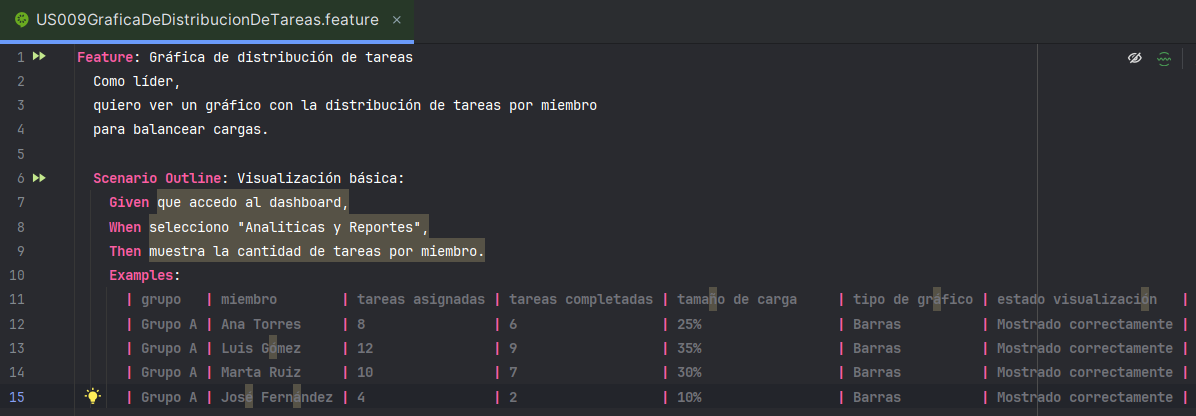 US009GraficaDeDistribucionDeTareas.feature ×
1 Feature: Gráfica de distribución de tareas
2 Como líder,
3 quiero ver un gráfico con la distribución de tareas por miembro
4 para balancear cargas.
5
6 Scenario Outline: Visualización básica:
7 Given que accedo al dashboard,
8 When selecciono "Analiticas y Reportes",
9 Then muestra la cantidad de tareas por miembro.
10 Examples:
11 | grupo | miembro | tareas asignadas | tareas completadas | tamaño de carga | tipo de gráfico | estado visualización |
12 | Grupo A | Ana Torres | 8 | 6 | 25% | Barras | Mostrado correctamente |
13 | Grupo A | Luis Gómez | 12 | 9 | 35% | Barras | Mostrado correctamente |
14 | Grupo A | Marta Ruiz | 10 | 7 | 30% | Barras | Mostrado correctamente |
15 | Grupo A | José Fernández | 4 | 2 | 10% | Barras | Mostrado correctamente |